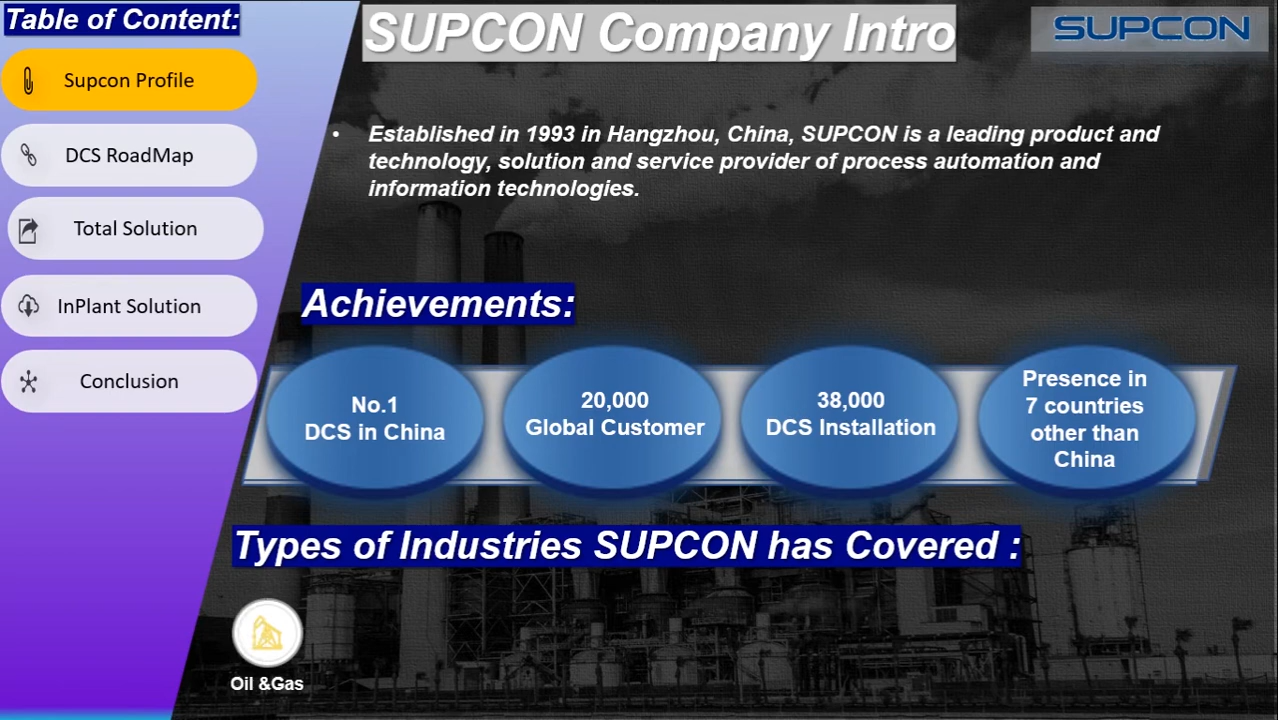 Table of Content:
SUPCON Company Intro
SUPCON
Supcon Profile
DCS RoadMap
Total Solution
InPlant Solution
Conclusion
• Established in 1993 in Hangzhou, China, SUPCON is a leading product and
technology, solution and service provider of process automation and
information technologies.
Achievements:
No.1
DCS in China
20,000
Global Customer
38,000
DCS Installation
Presence in
7 countries
other than
China
Types of Industries SUPCON has Covered :
Oil &Gas